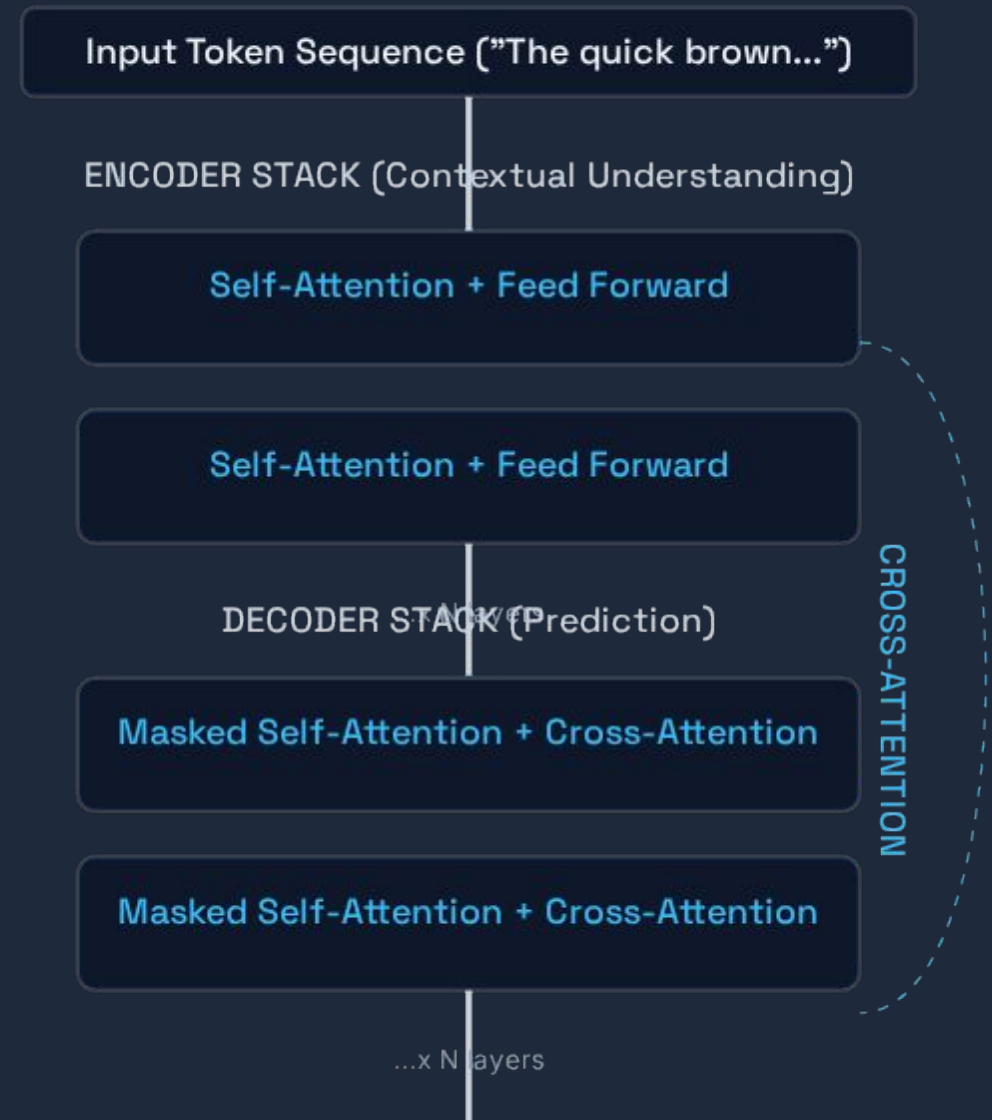 Input Token Sequence ("The quick brown...")
ENCODER STACK (Contextual Understanding)
Self-Attention + Feed Forward
Self-Attention + Feed Forward
...x N layers
DECODER STACK (Prediction)
Masked Self-Attention + Cross-Attention
Masked Self-Attention + Cross-Attention
CROSS-ATTENTION
...x N layers